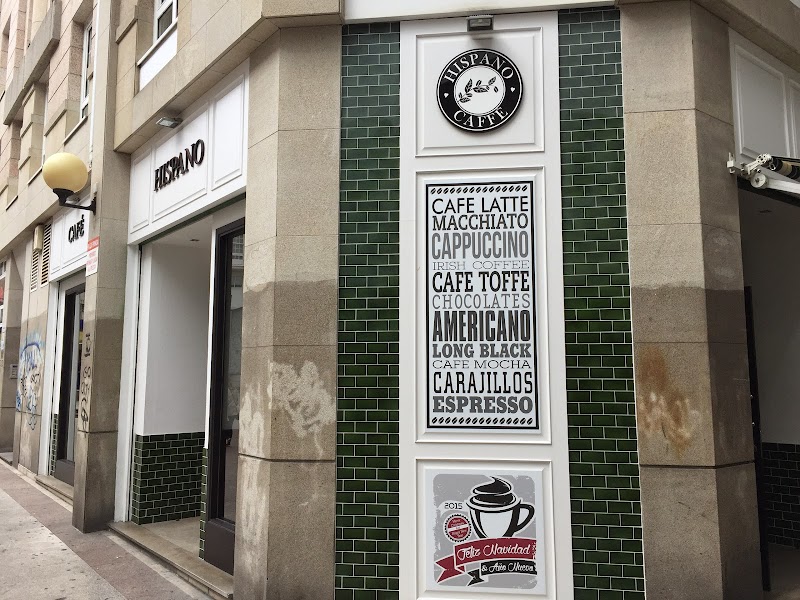 HISPANO
CAFFE
HISPANO
CAFÉ
CAFE LATTE
MACCHIATO
CAPPUCCINO
IRISH COFFEE
CAFE TOFFE
CHOCOLATES
AMERICANO
LONG BLACK
CAFE MOCHA
CARAJILLOS
ESPRESSO
2015
Feliz Navidad
& Año Nuevo